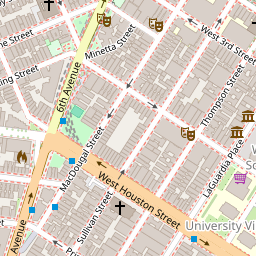 West 3rd Street
Minetta Street
6th Avenue
Thompson Street
MacDougal Street
LaGuardia Place
West Houston Street
Sullivan Street
University Vi
Avenue